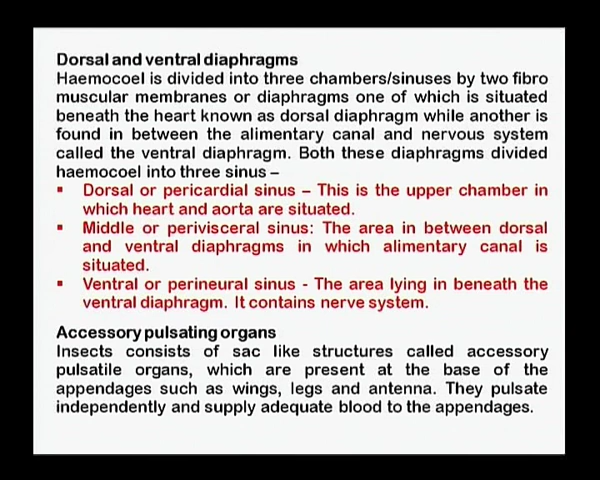 Dorsal and ventral diaphragms
Haemocoel is divided into three chambers/sinuses by two fibro
muscular membranes or diaphragms one of which is situated
beneath the heart known as dorsal diaphragm while another is
found in between the alimentary canal and nervous system
called the ventral diaphragm. Both these diaphragms divided
haemocoel into three sinus –
▪ Dorsal or pericardial sinus – This is the upper chamber in
which heart and aorta are situated.
▪ Middle or perivisceral sinus: The area in between dorsal
and ventral diaphragms in which alimentary canal is
situated.
▪ Ventral or perineural sinus - The area lying in beneath the
ventral diaphragm. It contains nerve system.
Accessory pulsating organs
Insects consists of sac like structures called accessory
pulsatile organs, which are present at the base of the
appendages such as wings, legs and antenna. They pulsate
independently and supply adequate blood to the appendages.